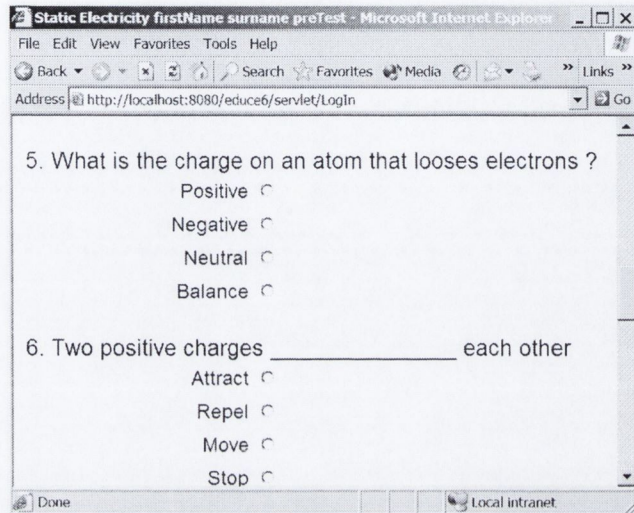 Static Electricity firstName surname preTest - Microsoft Internet Explorer
File Edit View Favorites Tools Help
Back Search Favorites Media » Links »
Address http://localhost:8080/educe6/servlet/LogIn Go
5. What is the charge on an atom that looses electrons ?
Positive
Negative
Neutral
Balance
6. Two positive charges _______________ each other
Attract
Repel
Move
Stop
Done Local intranet